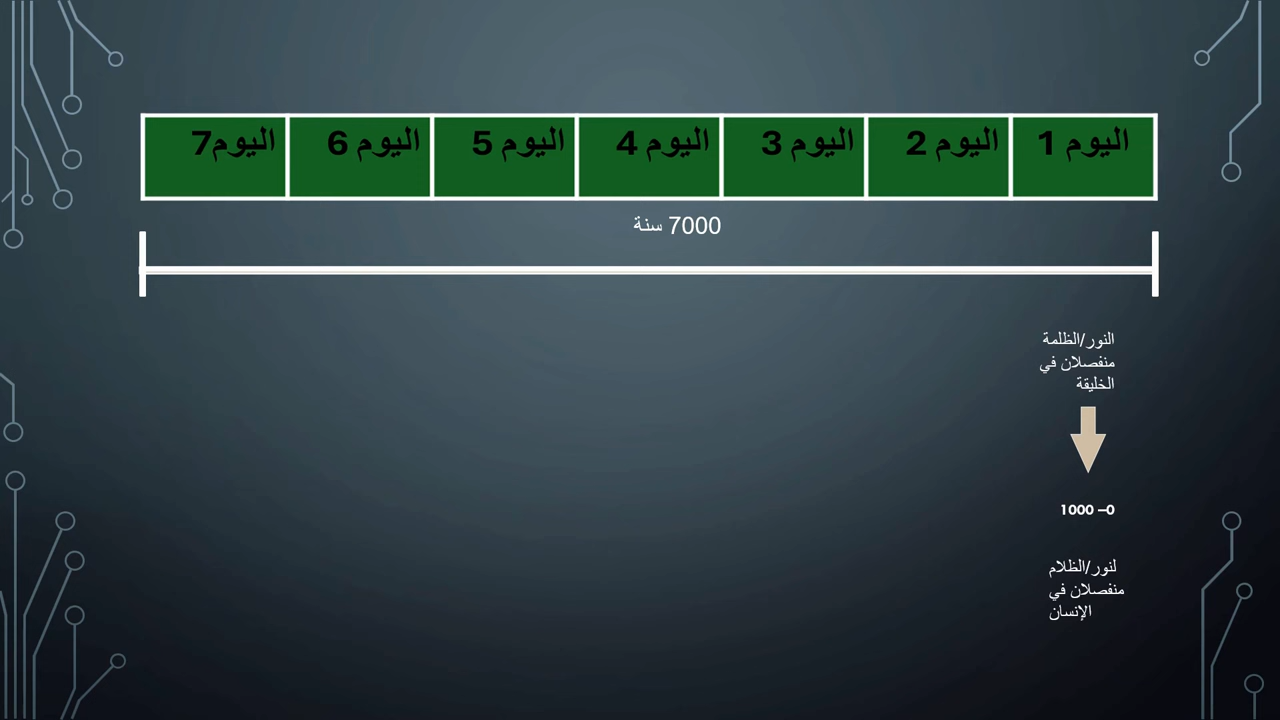 اليوم 1
اليوم 2
اليوم 3
اليوم 4
اليوم 5
اليوم 6
اليوم7
7000 سنة
النور/الظلمة
منفصلان في
الخليقة
0– 1000
لنور/الظلام
منفصلان في
الإنسان